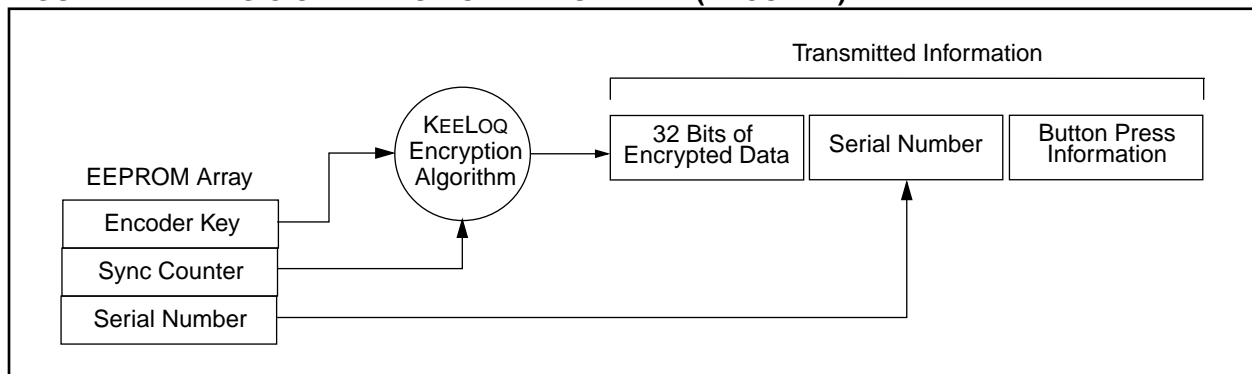 Transmitted Information
KEELOQ
Encryption
Algorithm
32 Bits of
Encrypted Data
Serial Number
Button Press
Information
EEPROM Array
Encoder Key
Sync Counter
Serial Number